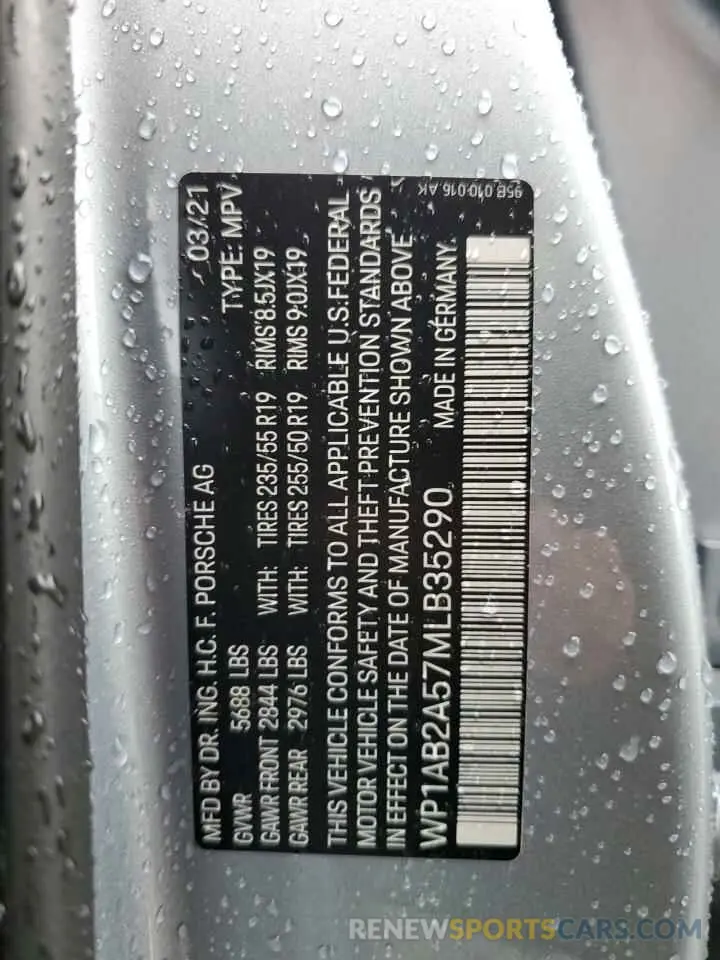 MFD BY DR. ING. H.C. F. PORSCHE AG 03/21
GVWR 5688 LBS TYPE: MPV
GAWR FRONT 2844 LBS WITH: TIRES 235/55 R19 RIMS 8.5JX19
GAWR REAR 2976 LBS WITH: TIRES 255/50 R19 RIMS 9.0JX19
THIS VEHICLE CONFORMS TO ALL APPLICABLE U.S. FEDERAL
MOTOR VEHICLE SAFETY AND THEFT PREVENTION STANDARDS
IN EFFECT ON THE DATE OF MANUFACTURE SHOWN ABOVE.
WP1AB2A57MLB35290 MADE IN GERMANY.
95B 010 016 AK
RENEWSPORTSCARS.COM